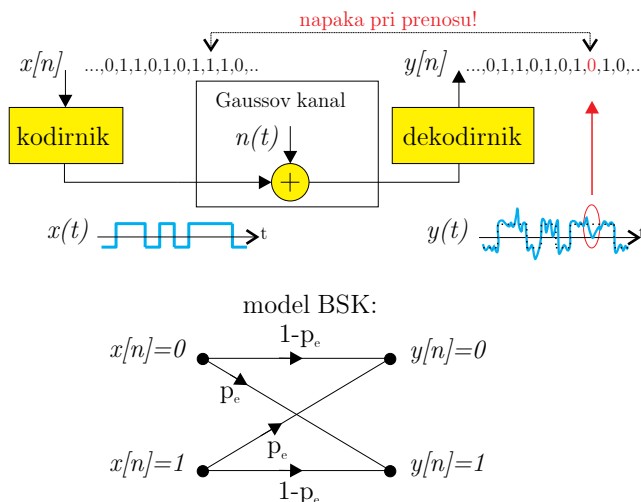 napaka pri prenosu!
x[n] ...,0,1,1,0,1,0,1,1,1,0,.. y[n] ...,0,1,1,0,1,0,1,0,1,0,...
Gaussov kanal
kodirnik n(t) dekodirnik
+
x(t) t y(t) t
model BSK:
1-pₑ
x[n]=0 y[n]=0
pₑ
pₑ
x[n]=1 y[n]=1
1-pₑ